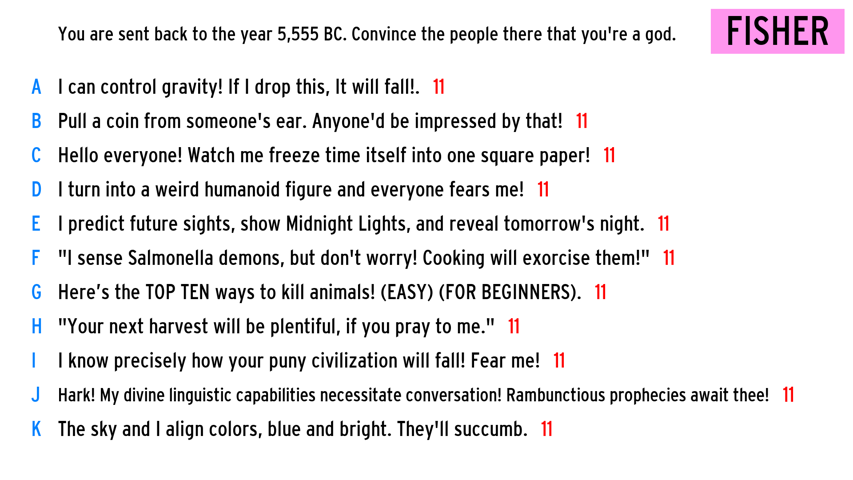 You are sent back to the year 5,555 BC. Convince the people there that you're a god.
FISHER
A I can control gravity! If I drop this, It will fall!. 11
B Pull a coin from someone's ear. Anyone'd be impressed by that! 11
C Hello everyone! Watch me freeze time itself into one square paper! 11
D I turn into a weird humanoid figure and everyone fears me! 11
E I predict future sights, show Midnight Lights, and reveal tomorrow's night. 11
F "I sense Salmonella demons, but don't worry! Cooking will exorcise them!" 11
G Here’s the TOP TEN ways to kill animals! (EASY) (FOR BEGINNERS). 11
H "Your next harvest will be plentiful, if you pray to me." 11
I I know precisely how your puny civilization will fall! Fear me! 11
J Hark! My divine linguistic capabilities necessitate conversation! Rambunctious prophecies await thee! 11
K The sky and I align colors, blue and bright. They'll succumb. 11